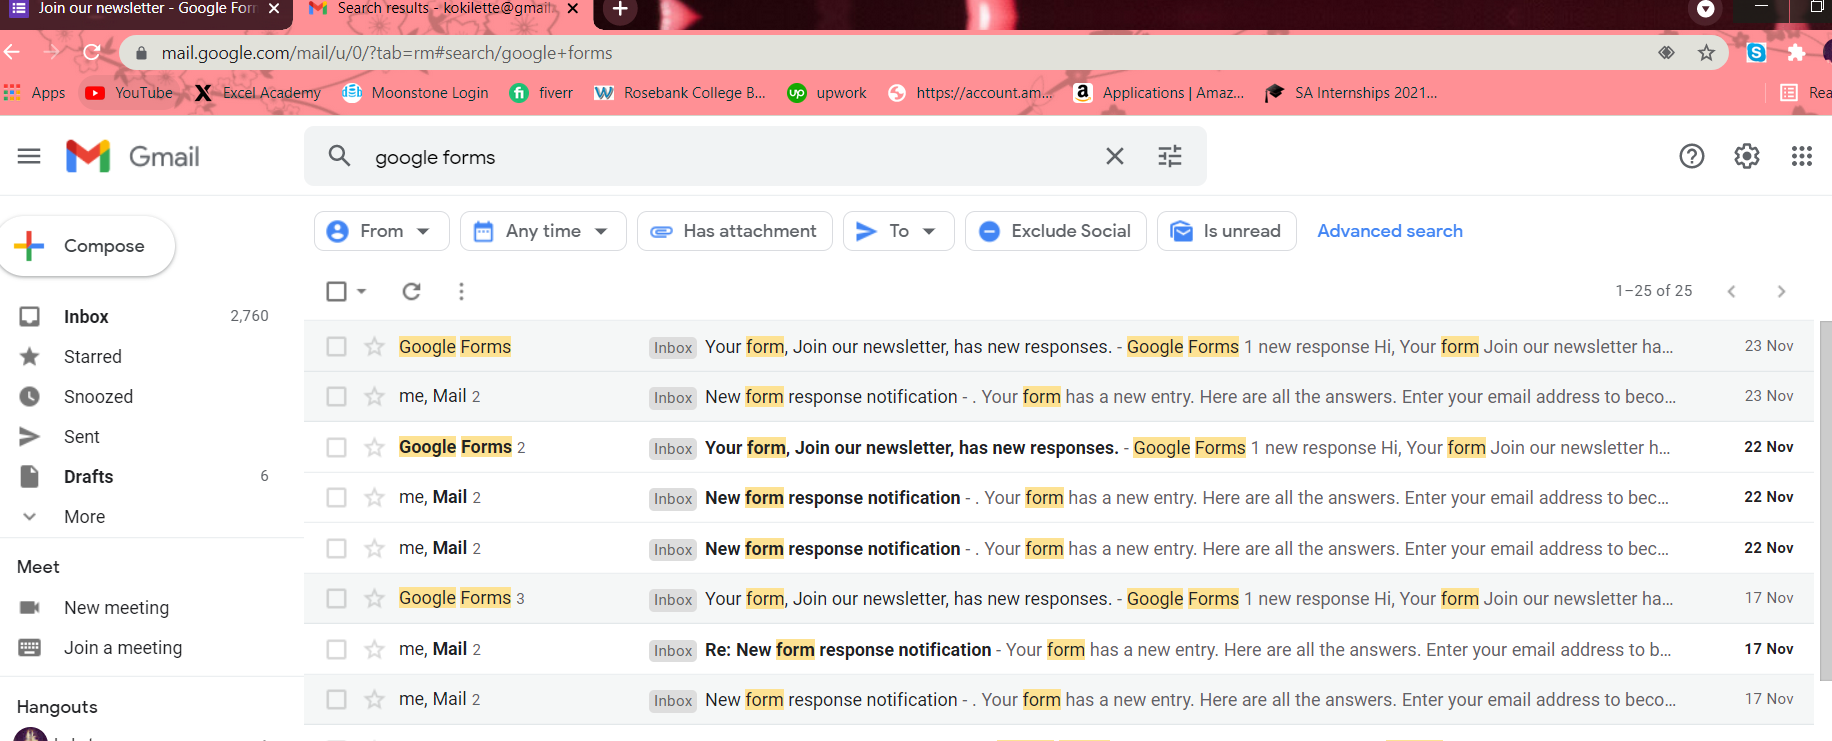 Join our newsletter - Google For
Search results - kokilette@gmail.
mail.google.com/mail/u/0/?tab=rm#search/google+forms
Apps YouTube Excel Academy Moonstone Login fiverr Rosebank College B... upwork https://account.am... Applications | Amaz... SA Internships 2021... Rea
Gmail
google forms
Compose
From Any time Has attachment To Exclude Social Is unread Advanced search
1–25 of 25
Inbox 2,760
Starred
Snoozed
Sent
Drafts 6
More
Meet
New meeting
Join a meeting
Hangouts
Google Forms Inbox Your form, Join our newsletter, has new responses. - Google Forms 1 new response Hi, Your form Join our newsletter ha... 23 Nov
me, Mail 2 Inbox New form response notification - . Your form has a new entry. Here are all the answers. Enter your email address to beco... 23 Nov
Google Forms 2 Inbox Your form, Join our newsletter, has new responses. - Google Forms 1 new response Hi, Your form Join our newsletter h... 22 Nov
me, Mail 2 Inbox New form response notification - . Your form has a new entry. Here are all the answers. Enter your email address to bec... 22 Nov
me, Mail 2 Inbox New form response notification - . Your form has a new entry. Here are all the answers. Enter your email address to bec... 22 Nov
Google Forms 3 Inbox Your form, Join our newsletter, has new responses. - Google Forms 1 new response Hi, Your form Join our newsletter ha... 17 Nov
me, Mail 2 Inbox Re: New form response notification - Your form has a new entry. Here are all the answers. Enter your email address to b... 17 Nov
me, Mail 2 Inbox New form response notification - . Your form has a new entry. Here are all the answers. Enter your email address to beco... 17 Nov